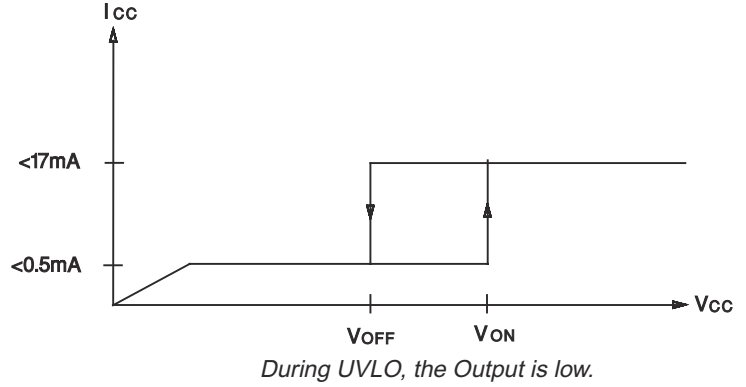 Icc
<17mA
<0.5mA
Vcc
VOFF
VON
During UVLO, the Output is low.